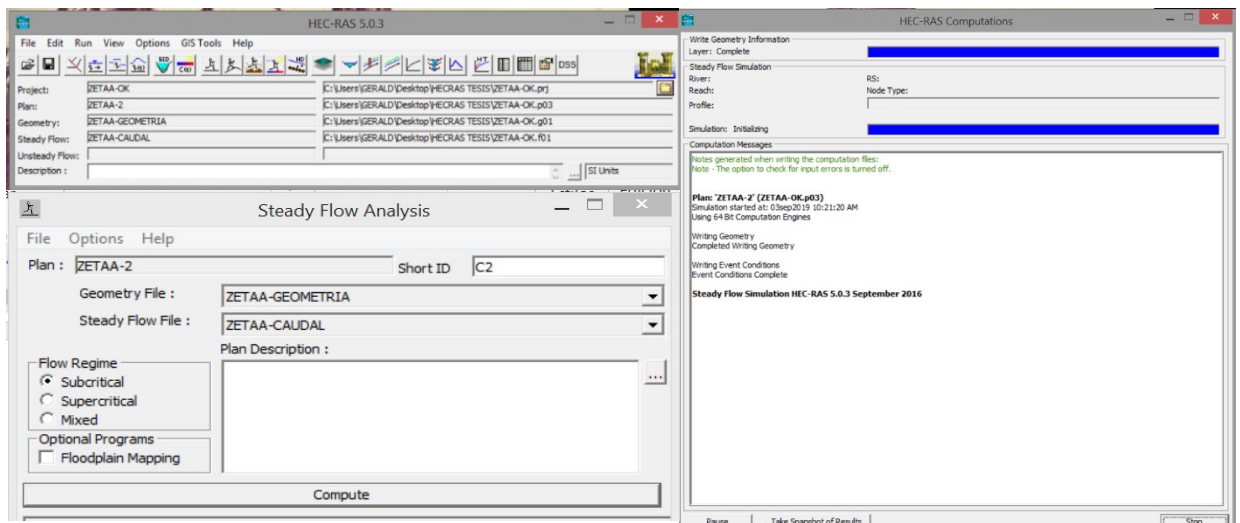 HEC-RAS 5.0.3
File Edit Run View Options GIS Tools Help
DSS
Project: ZETAA-OK C:\Users\GERALD\Desktop\HECRAS TESIS\ZETAA-OK.prj
Plan: ZETAA-2 C:\Users\GERALD\Desktop\HECRAS TESIS\ZETAA-OK.p03
Geometry: ZETAA-GEOMETRIA C:\Users\GERALD\Desktop\HECRAS TESIS\ZETAA-OK.g01
Steady Flow: ZETAA-CAUDAL C:\Users\GERALD\Desktop\HECRAS TESIS\ZETAA-OK.f01
Unsteady Flow:
Description : ... SI Units
Steady Flow Analysis
File Options Help
Plan : ZETAA-2 Short ID C2
Geometry File : ZETAA-GEOMETRIA
Steady Flow File : ZETAA-CAUDAL
Plan Description :
Flow Regime
Subcritical
Supercritical
Mixed
Optional Programs
Floodplain Mapping
...
Compute
HEC-RAS Computations
Write Geometry Information
Layer: Complete
Steady Flow Simulation
River: RS:
Reach: Node Type:
Profile:
Simulation: Initializing
Computation Messages
Notes generated when writing the computation files:
Note - The option to check for input errors is turned off.
Plan: 'ZETAA-2' (ZETAA-OK.p03)
Simulation started at: 03sep2019 10:21:20 AM
Using 64 Bit Computation Engines
Writing Geometry
Completed Writing Geometry
Writing Event Conditions
Event Conditions Complete
Steady Flow Simulation HEC-RAS 5.0.3 September 2016
Pause Take Snapshot of Results Stop